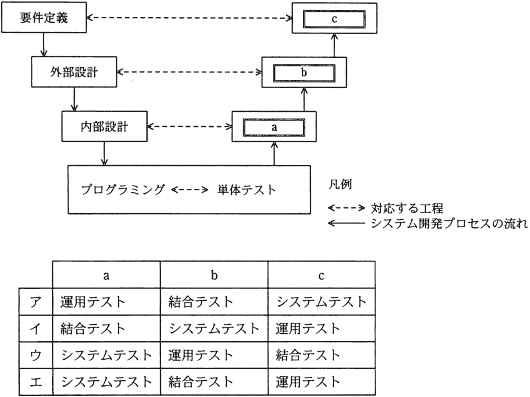 要件定義
c
外部設計
b
内部設計
a
プログラミング 単体テスト
凡例
対応する工程
システム開発プロセスの流れ
a b c
ア 運用テスト 結合テスト システムテスト
イ 結合テスト システムテスト 運用テスト
ウ システムテスト 運用テスト 結合テスト
エ システムテスト 結合テスト 運用テスト